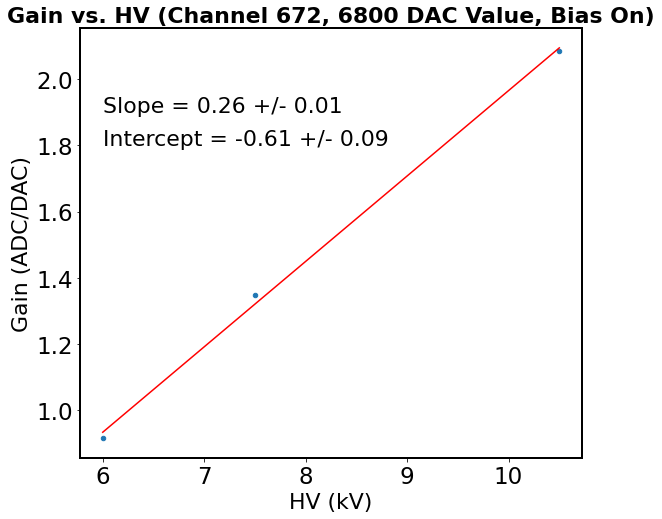 Gain vs. HV (Channel 672, 6800 DAC Value, Bias On)
Slope = 0.26 +/- 0.01
Intercept = -0.61 +/- 0.09
Gain (ADC/DAC)
2.0
1.8
1.6
1.4
1.2
1.0
6 7 8 9 10
HV (kV)